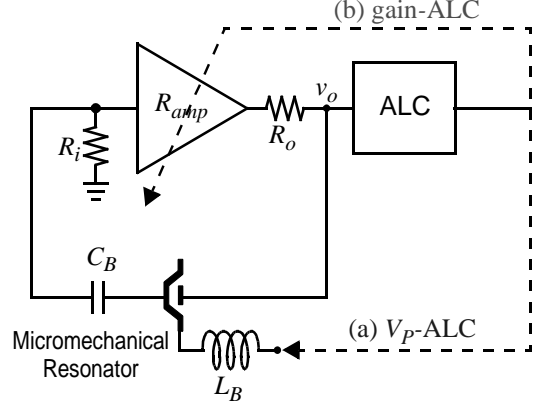 (b) gain-ALC
R_amp
v_o
ALC
R_o
R_i
C_B
Micromechanical
Resonator
(a) V_P-ALC
L_B